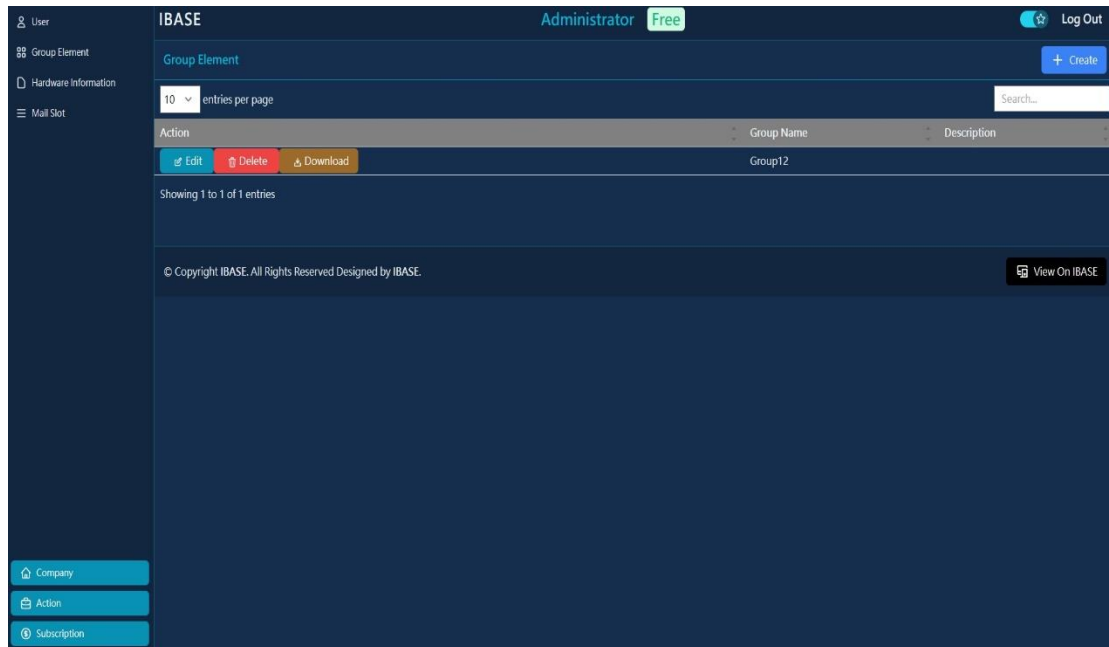 User
Group Element
Hardware Information
Mail Slot
Company
Action
Subscription
IBASE Administrator Free Log Out
Group Element + Create
10 entries per page Search...
Action Group Name Description
Edit Delete Download Group12
Showing 1 to 1 of 1 entries
© Copyright IBASE. All Rights Reserved Designed by IBASE. View On IBASE